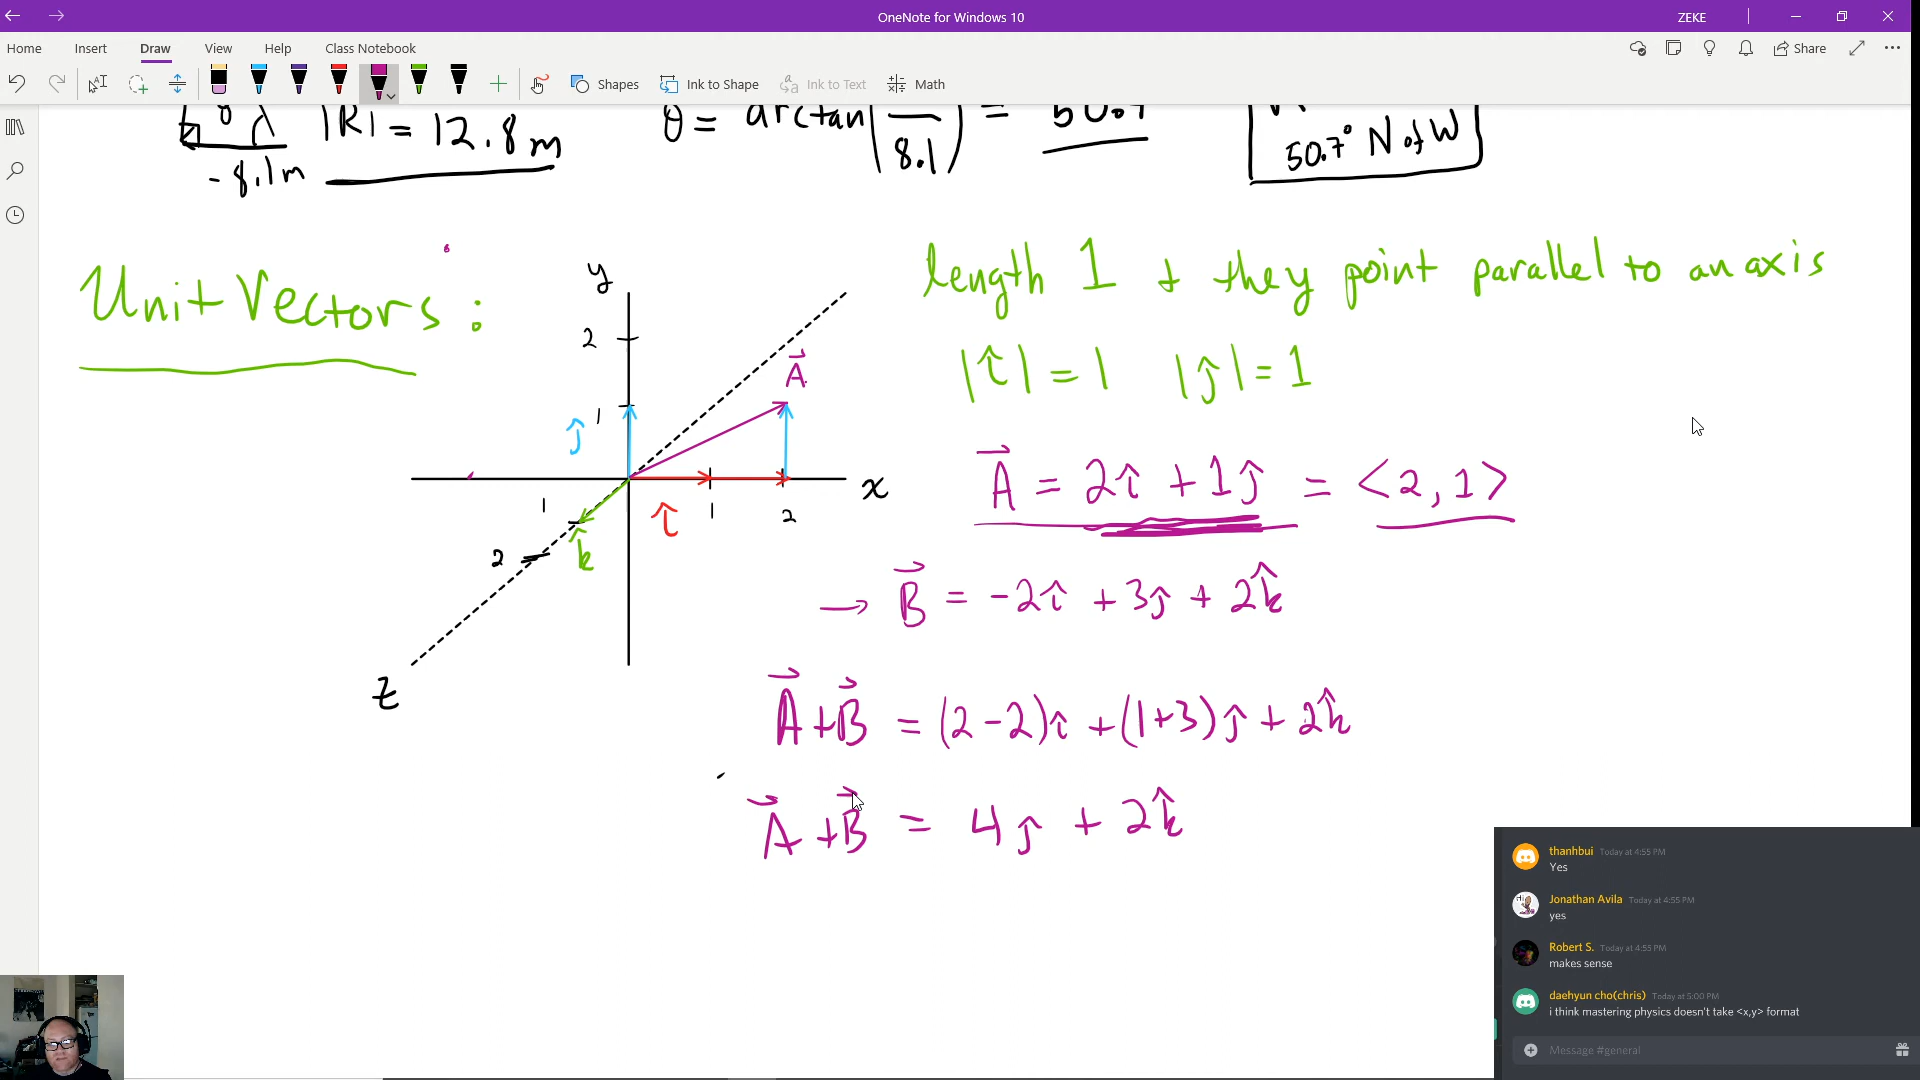 OneNote for Windows 10
ZEKE
Home Insert Draw View Help Class Notebook
Share
Shapes Ink to Shape Ink to Text Math
θ |R| = 12.8 m
-8.1 m
θ = arctan( / 8.1) = 50.7
50.7° N of W
Unit Vectors:
length 1 & they point parallel to an axis
|î| = 1 |ĵ| = 1
y
2
1
ĵ
A⃗
x
1 2
î
1
2
k̂
z
A⃗ = 2î + 1ĵ = <2, 1>
→ B⃗ = -2î + 3ĵ + 2k̂
A⃗ + B⃗ = (2-2)î + (1+3)ĵ + 2k̂
A⃗ + B⃗ = 4ĵ + 2k̂
thanhbui Today at 4:55 PM
Yes
Jonathan Avila Today at 4:55 PM
yes
Robert S. Today at 4:55 PM
makes sense
daehyun cho(chris) Today at 5:00 PM
i think mastering physics doesn't take <x,y> format
Message #general